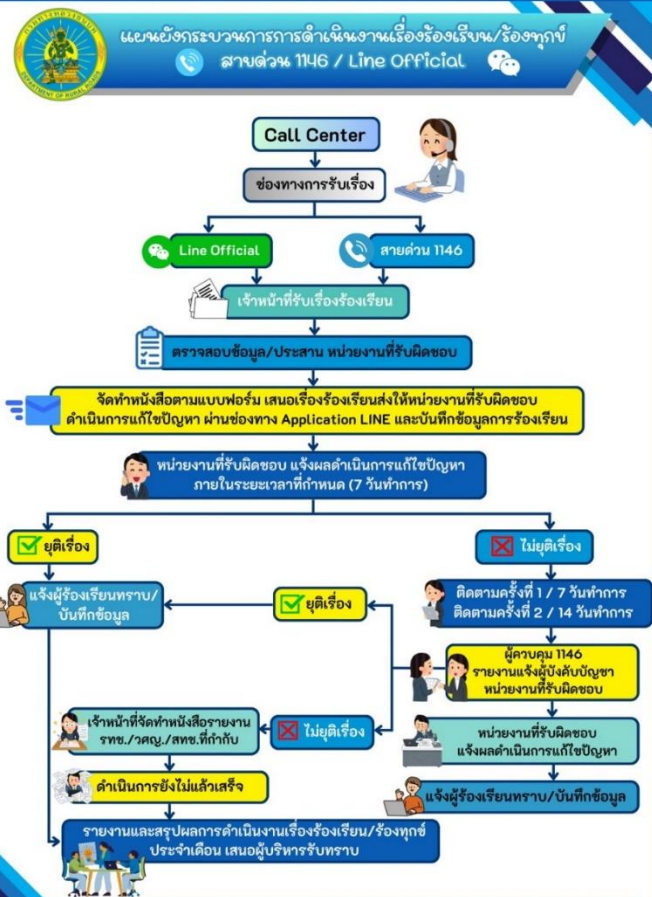 แผนผังกระบวนการการดำเนินงานเรื่องร้องเรียน/ร้องทุกข์
สายด่วน 1146 / Line Official
DEPARTMENT OF RURAL ROADS
Call Center
ช่องทางการรับเรื่อง
Line Official
สายด่วน 1146
เจ้าหน้าที่รับเรื่องร้องเรียน
ตรวจสอบข้อมูล/ประสาน หน่วยงานที่รับผิดชอบ
จัดทำหนังสือตามแบบฟอร์ม เสนอเรื่องร้องเรียนส่งให้หน่วยงานที่รับผิดชอบ
ดำเนินการแก้ไขปัญหา ผ่านช่องทาง Application LINE และบันทึกข้อมูลการร้องเรียน
หน่วยงานที่รับผิดชอบ แจ้งผลดำเนินการแก้ไขปัญหา
ภายในระยะเวลาที่กำหนด (7 วันทำการ)
ยุติเรื่อง
ไม่ยุติเรื่อง
แจ้งผู้ร้องเรียนทราบ/
บันทึกข้อมูล
ยุติเรื่อง
ติดตามครั้งที่ 1 / 7 วันทำการ
ติดตามครั้งที่ 2 / 14 วันทำการ
ผู้ควบคุม 1146
รายงานแจ้งผู้บังคับบัญชา
หน่วยงานที่รับผิดชอบ
เจ้าหน้าที่จัดทำหนังสือรายงาน
รทช./วศญ./สทช.ที่กำกับ
ไม่ยุติเรื่อง
หน่วยงานที่รับผิดชอบ
แจ้งผลดำเนินการแก้ไขปัญหา
ดำเนินการยังไม่แล้วเสร็จ
แจ้งผู้ร้องเรียนทราบ/บันทึกข้อมูล
รายงานและสรุปผลการดำเนินงานเรื่องร้องเรียน/ร้องทุกข์
ประจำเดือน เสนอผู้บริหารรับทราบ